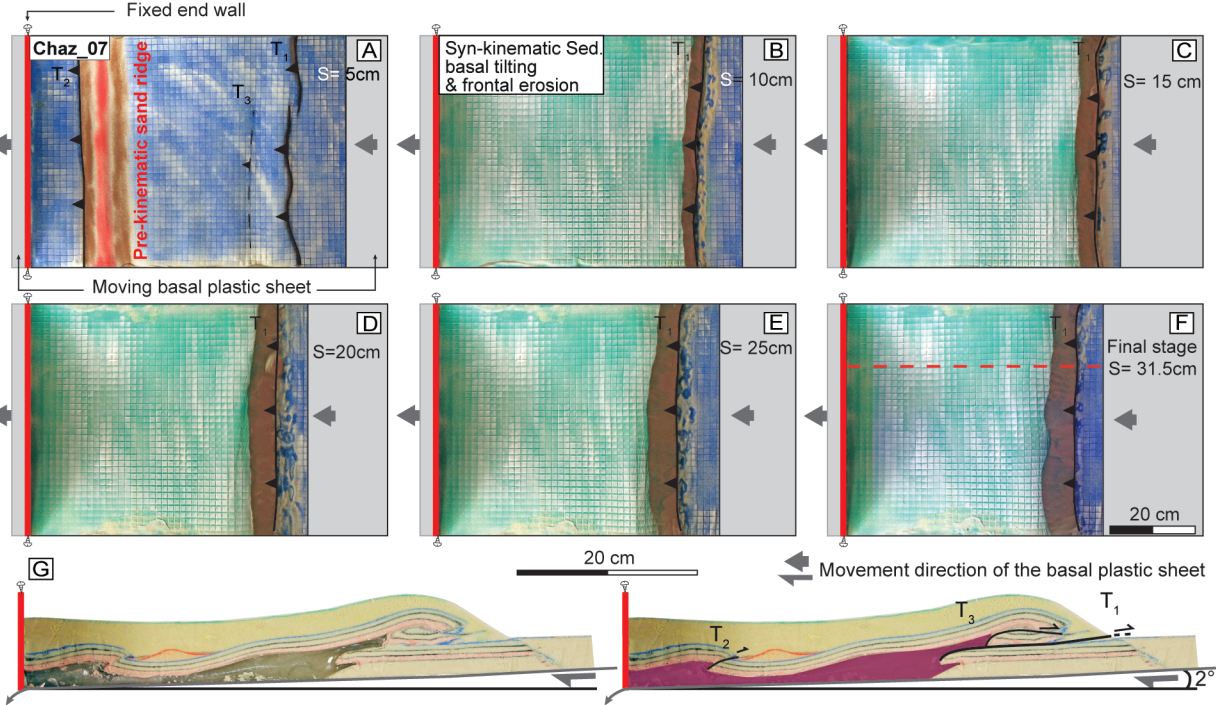 Fixed end wall
Chaz_07
A
T1
T2
T3
S= 5cm
Pre-kinematic sand ridge
Syn-kinematic Sed.
basal tilting
& frontal erosion
T1
B
S= 10cm
T1
C
S= 15 cm
Moving basal plastic sheet
T1
D
S=20cm
T1
E
S= 25cm
T1
F
Final stage
S= 31.5cm
20 cm
G
20 cm
Movement direction of the basal plastic sheet
T2
T3
T1
2°